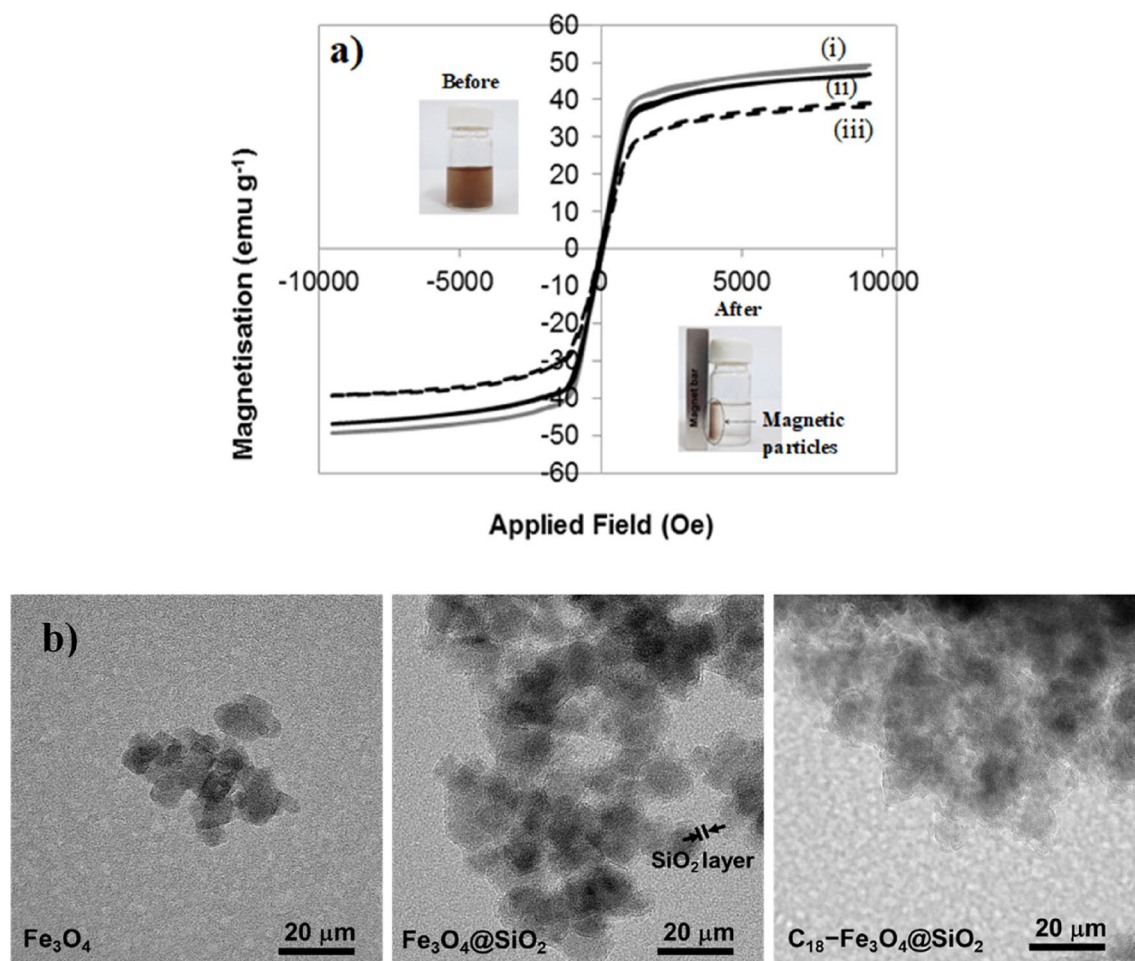 a)
Before
(i)
(ii)
(iii)
60
50
40
30
20
10
0
-10
-20
-30
-40
-50
-60
-10000
-5000
0
5000
10000
Magnetisation (emu g⁻¹)
After
Magnet bar
Magnetic
particles
Applied Field (Oe)
b)
Fe₃O₄
20 μm
SiO₂ layer
Fe₃O₄@SiO₂
20 μm
C₁₈–Fe₃O₄@SiO₂
20 μm